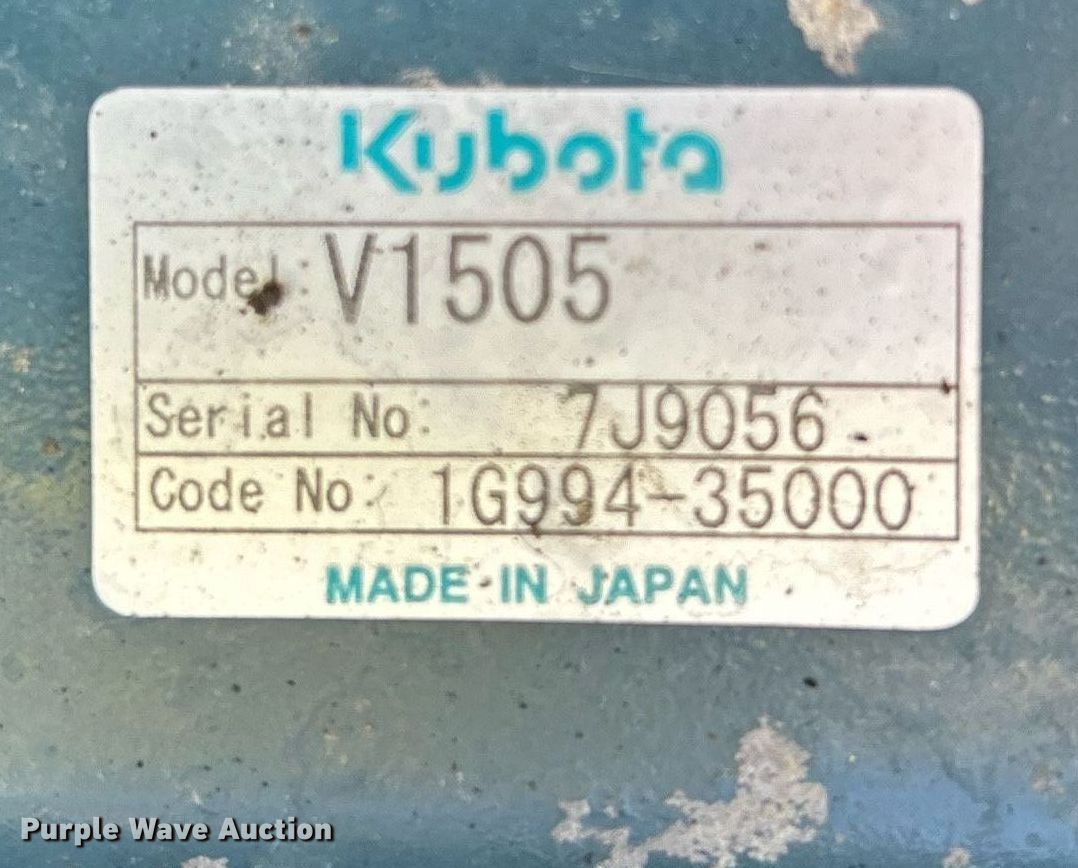 Kubota
Model: V1505
Serial No. 7J9056
Code No. 1G994-35000
MADE IN JAPAN
Purple Wave Auction